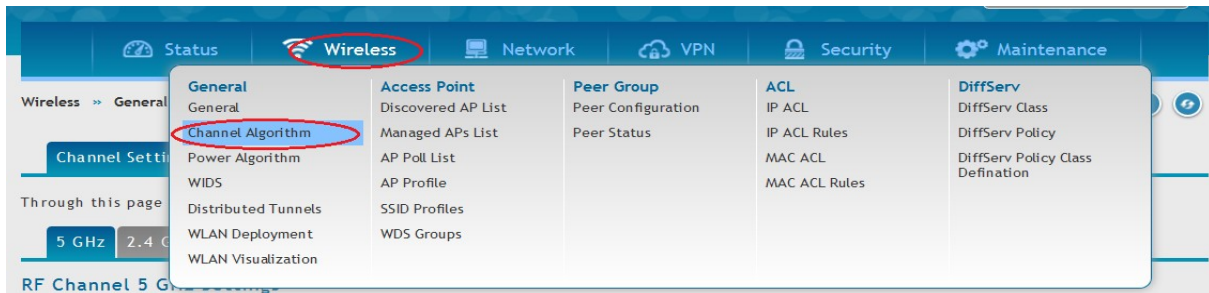 Status Wireless Network VPN Security Maintenance
Wireless » General
Channel Setti
Through this page
5 GHz 2.4 G
RF Channel 5 GHz Settings
General
General
Channel Algorithm
Power Algorithm
WIDS
Distributed Tunnels
WLAN Deployment
WLAN Visualization
Access Point
Discovered AP List
Managed APs List
AP Poll List
AP Profile
SSID Profiles
WDS Groups
Peer Group
Peer Configuration
Peer Status
ACL
IP ACL
IP ACL Rules
MAC ACL
MAC ACL Rules
DiffServ
DiffServ Class
DiffServ Policy
DiffServ Policy Class
Defination